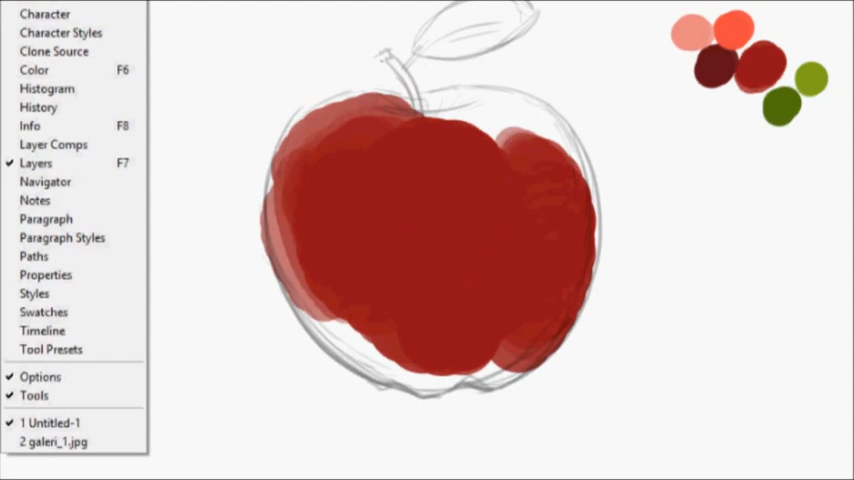 Character
Character Styles
Clone Source
Color F6
Histogram
History
Info F8
Layer Comps
Layers F7
Navigator
Notes
Paragraph
Paragraph Styles
Paths
Properties
Styles
Swatches
Timeline
Tool Presets
Options
Tools
1 Untitled-1
2 galeri_1.jpg